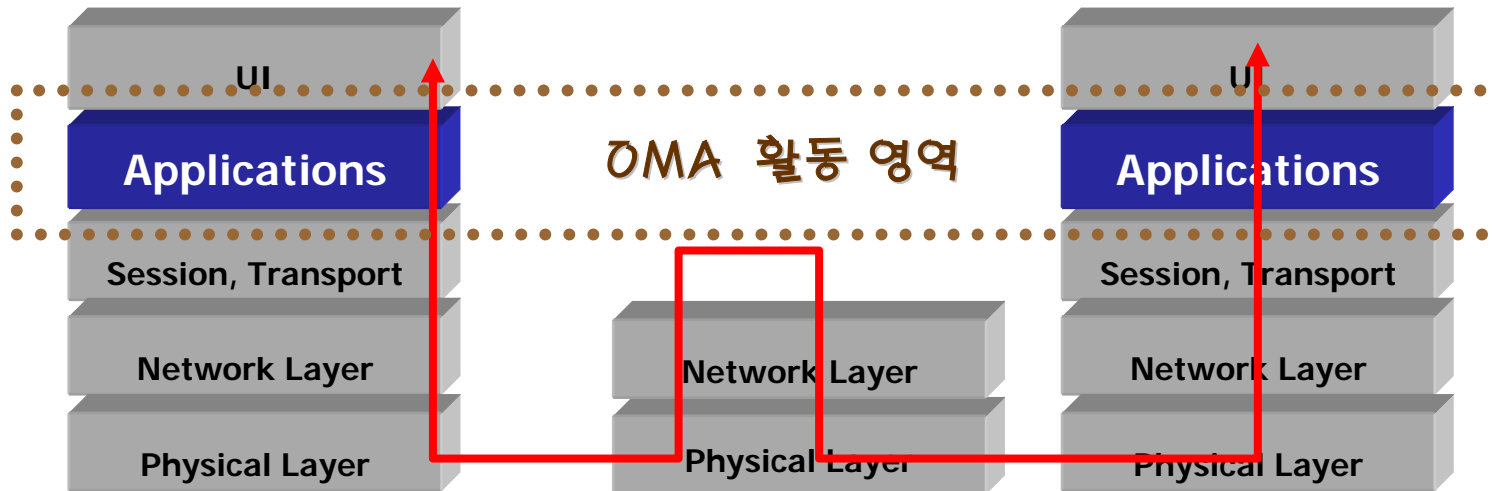 UI
Applications
Session, Transport
Network Layer
Physical Layer
OMA 활동 영역
Network Layer
Physical Layer
UI
Applications
Session, Transport
Network Layer
Physical Layer